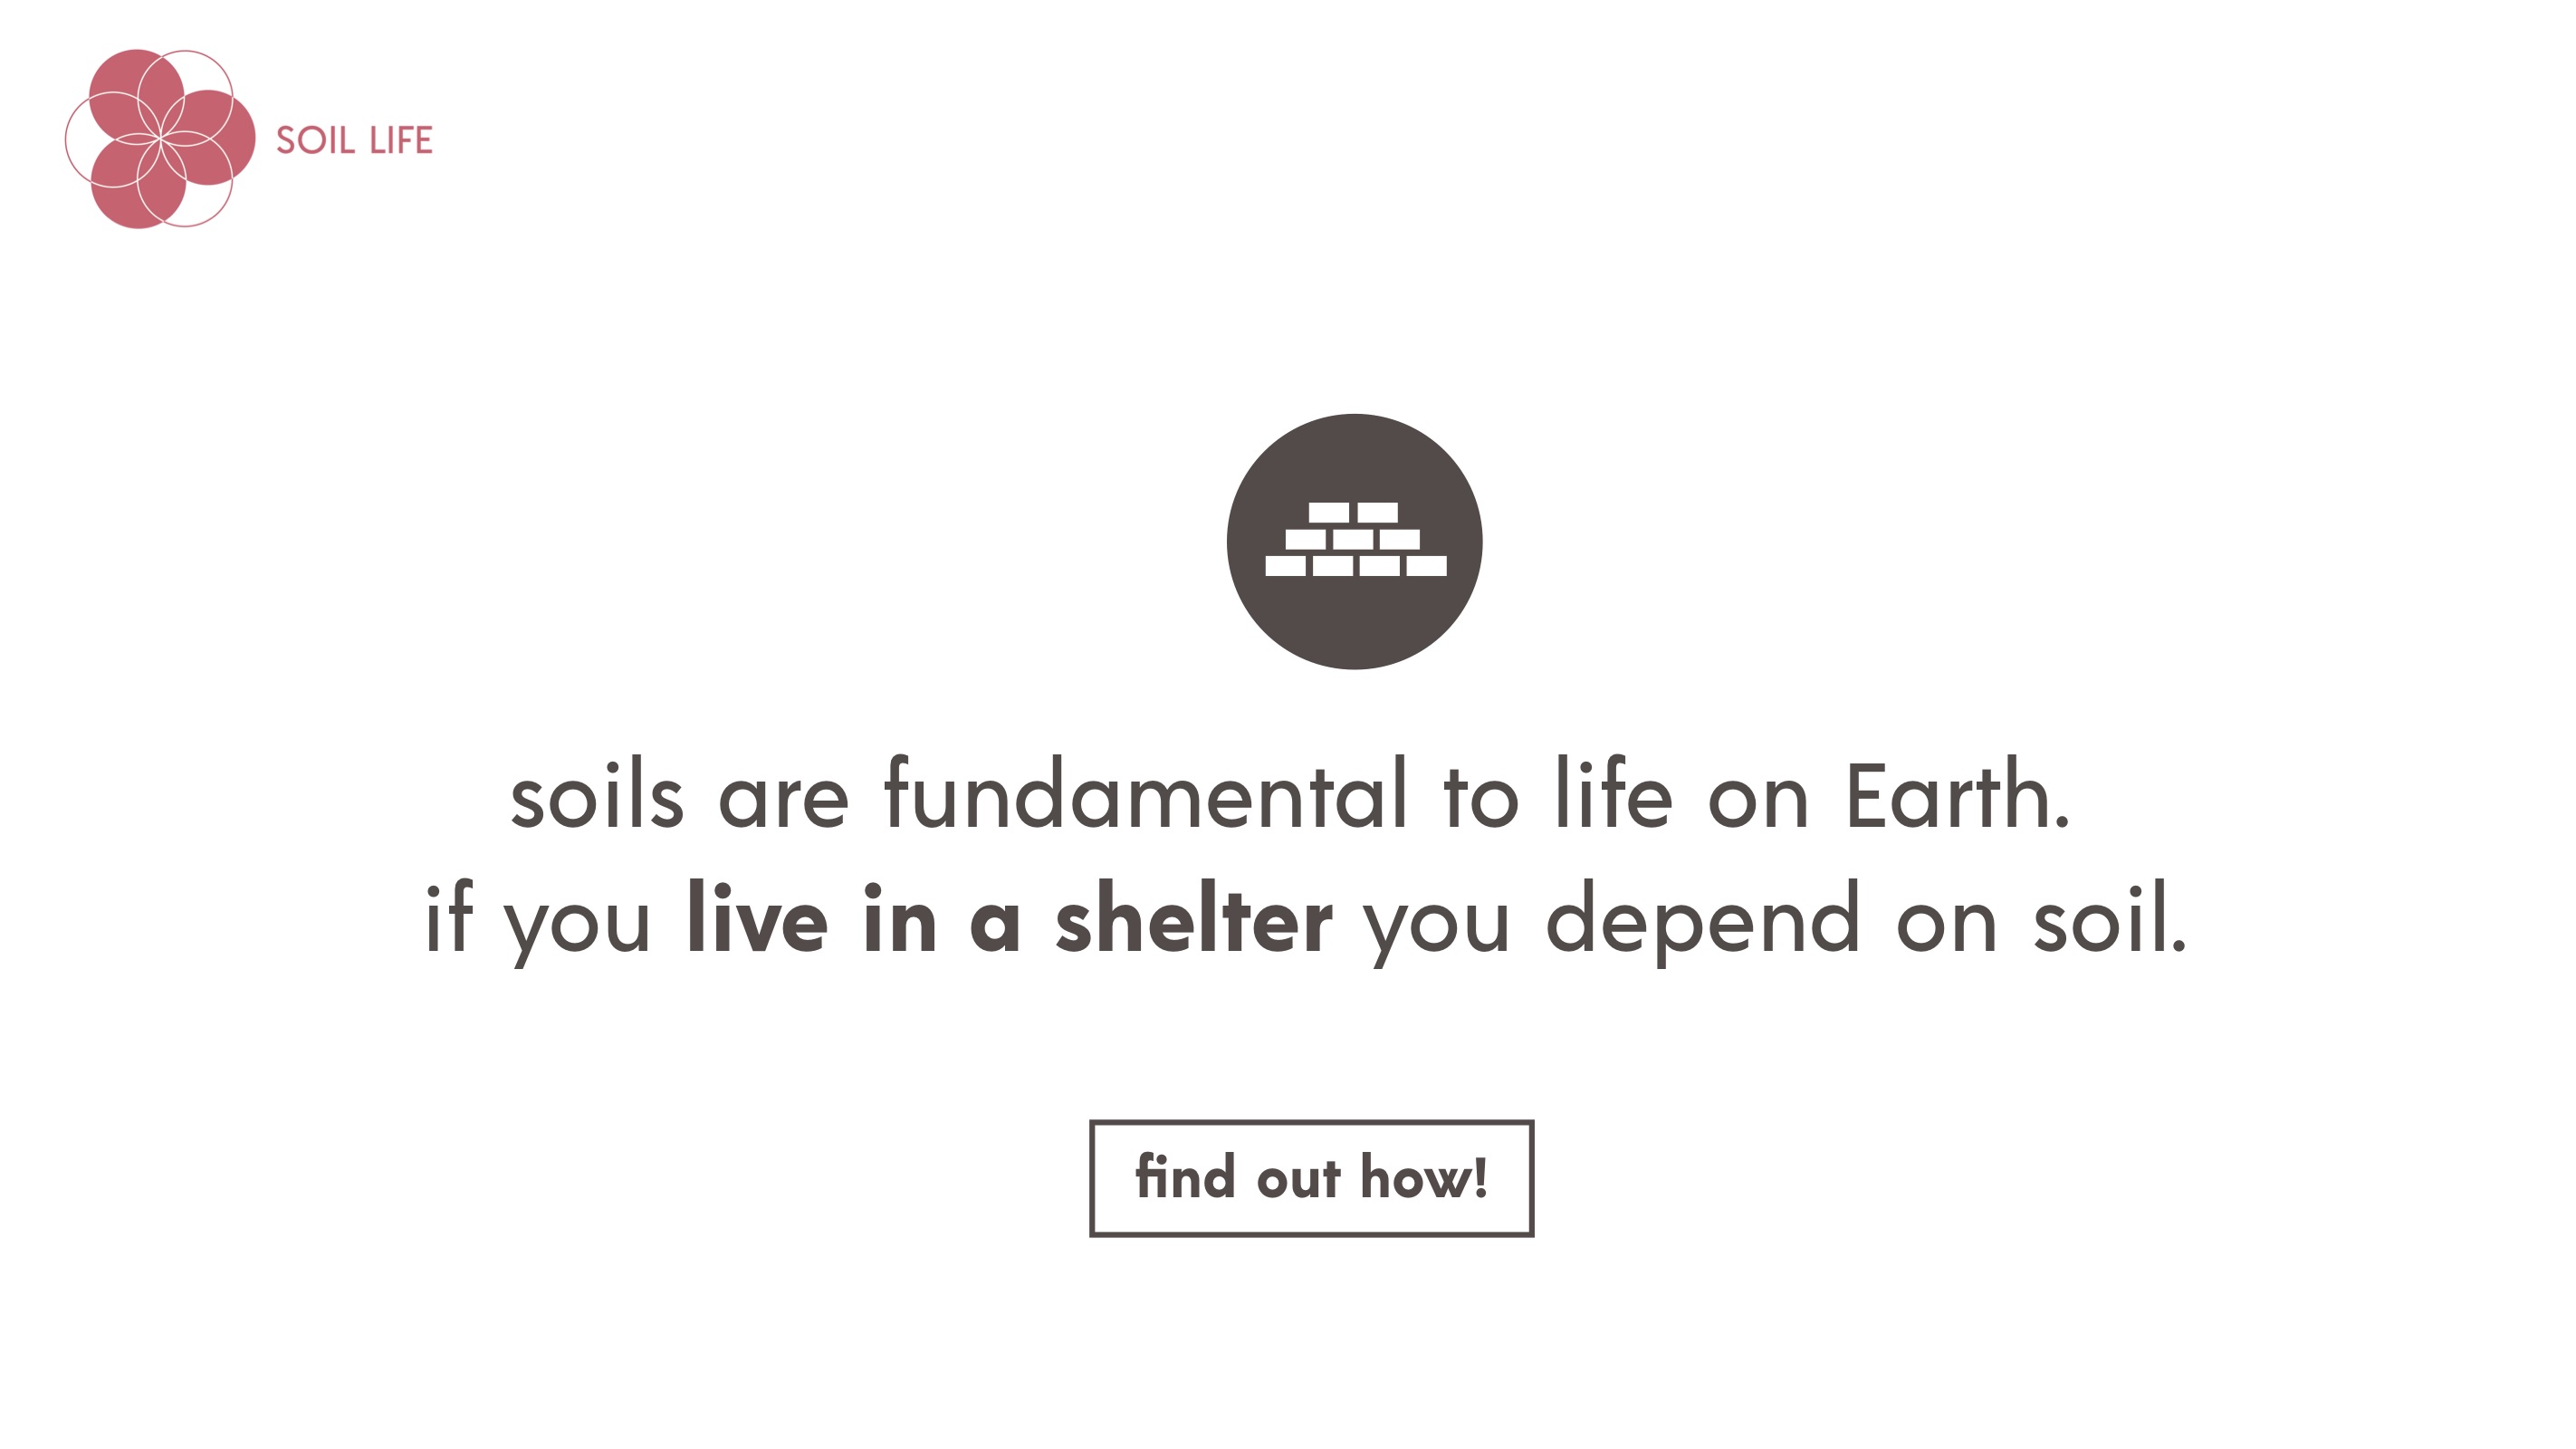 SOIL LIFE
soils are fundamental to life on Earth.
if you live in a shelter you depend on soil.
find out how!